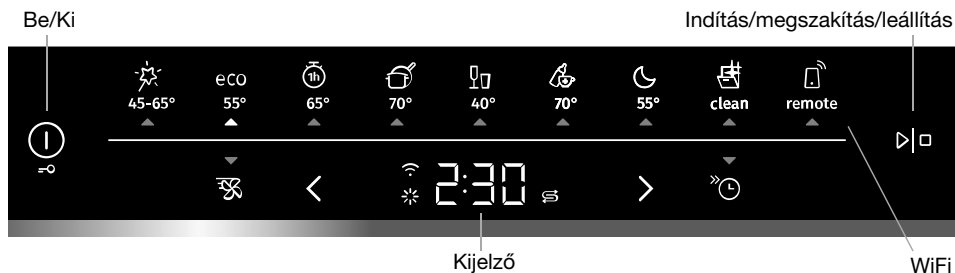 Be/Ki
Indítás/megszakítás/leállítás
eco
1h
45-65° 55° 65° 70° 40° 70° 55° clean remote
2:30
Kijelző
WiFi